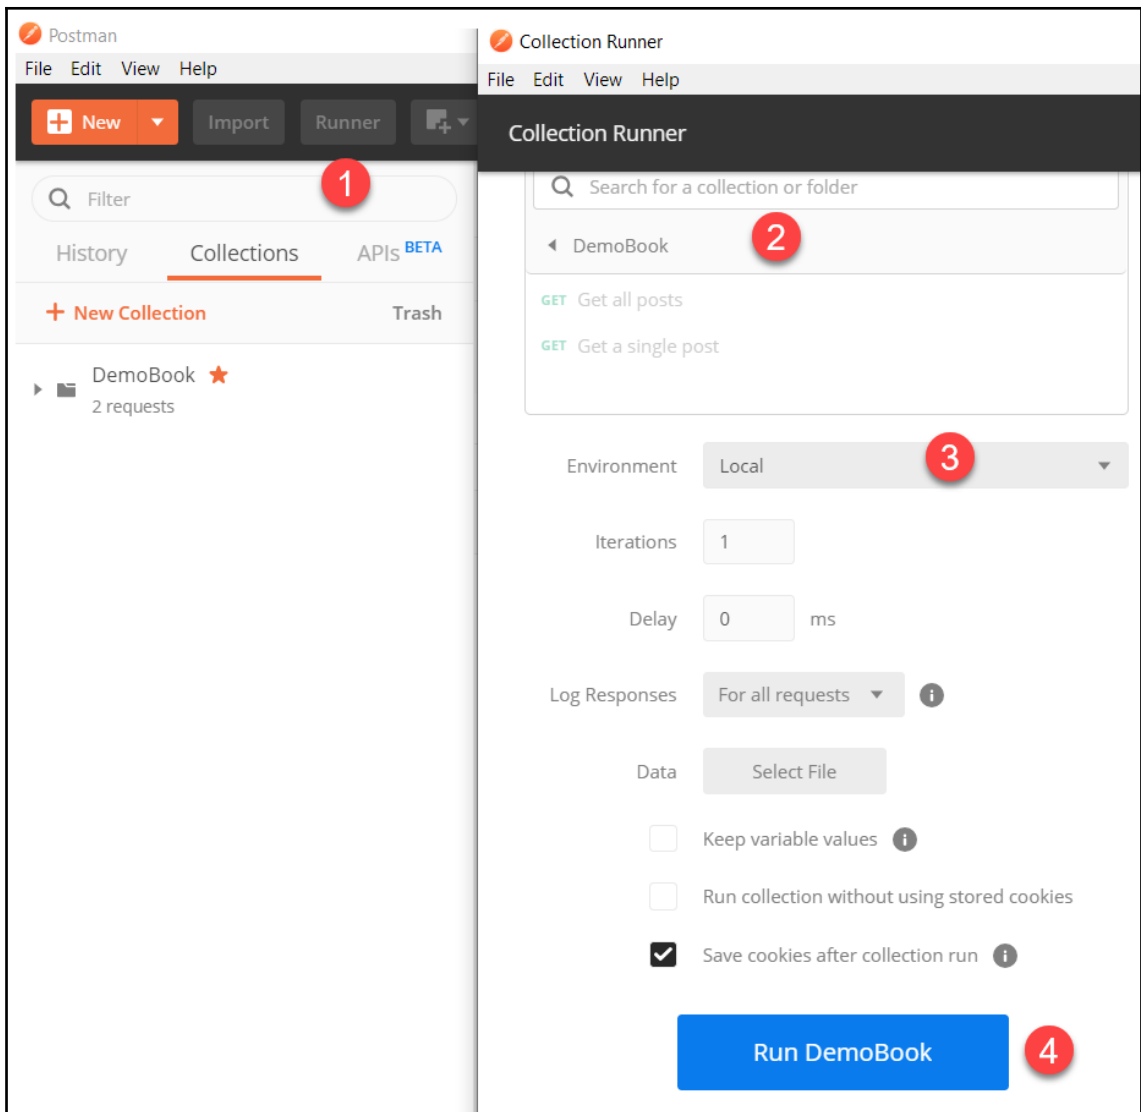 Postman
File Edit View Help
New
Import
Runner
1
Filter
History
Collections
APIs BETA
+ New Collection
Trash
DemoBook
2 requests
Collection Runner
File Edit View Help
Collection Runner
Search for a collection or folder
2
DemoBook
GET Get all posts
GET Get a single post
Environment Local 3
Iterations 1
Delay 0 ms
Log Responses For all requests
Data Select File
Keep variable values
Run collection without using stored cookies
Save cookies after collection run
Run DemoBook 4